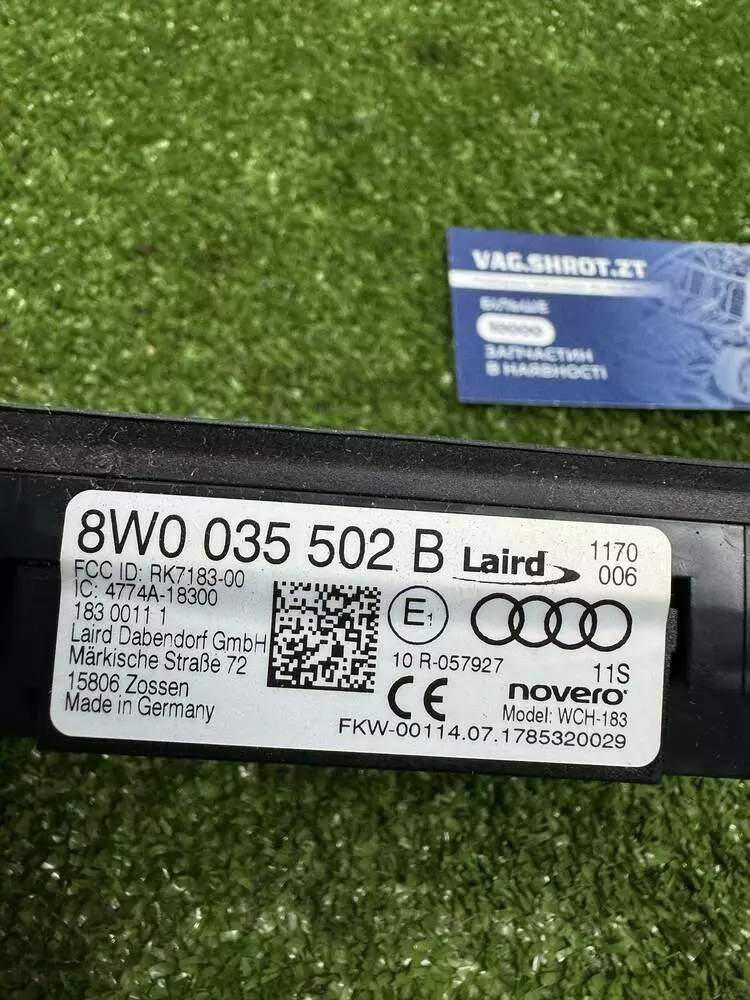 VAG.SHROT.ZT
БІЛЬШЕ
10000
ЗАПЧАСТИН
В НАЯВНОСТІ
8W0 035 502 B
Laird
1170
006
FCC ID: RK7183-00
IC: 4774A-18300
183 0011 1
Laird Dabendorf GmbH
Märkische Straße 72
15806 Zossen
Made in Germany
E1
10 R-057927
11S
CE
novero
Model: WCH-183
FKW-00114.07.1785320029